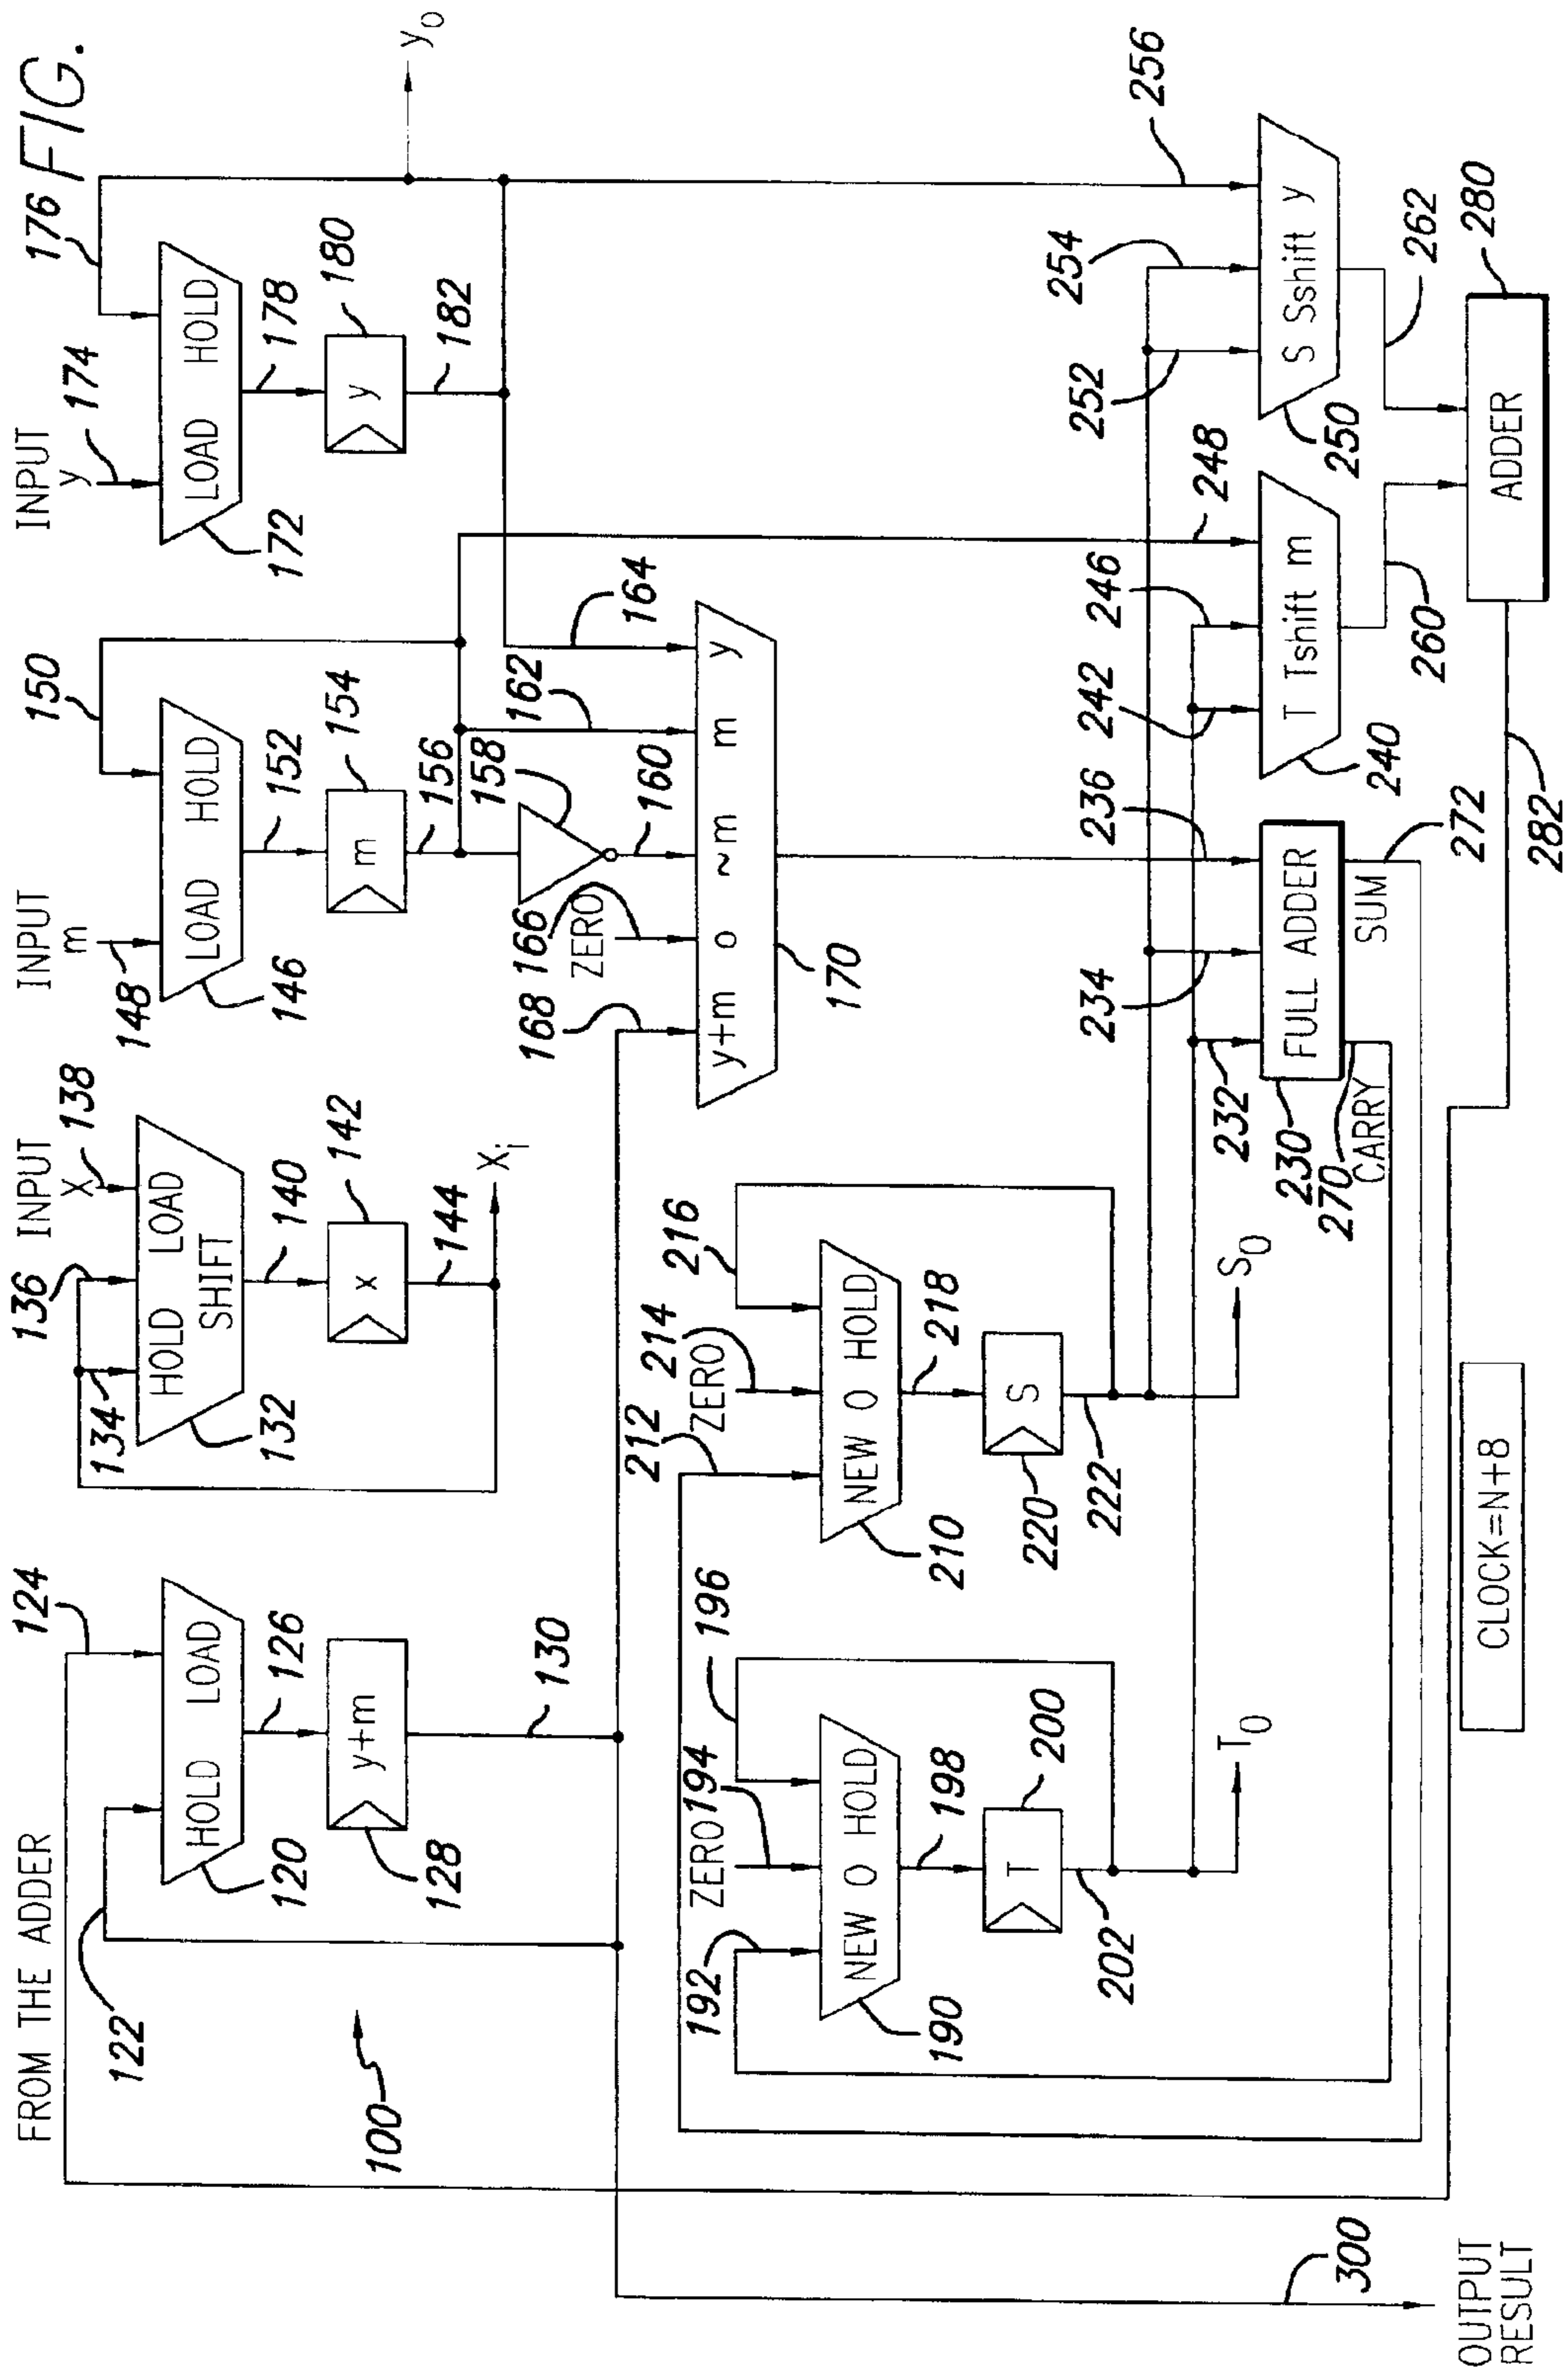 FIG.
FROM THE ADDER
124
122
HOLD LOAD
120
126
y+m
128
130
100
136
INPUT
X
138
134
HOLD LOAD
SHIFT
132
140
x
142
144
Xi
INPUT
m
148
150
LOAD HOLD
146
152
m
154
156
158
160
162
164
166
ZERO
168
y+m o ~m m y
170
INPUT
y
174
176
LOAD HOLD
172
178
y
180
182
y0
192
ZERO
194
196
NEW O HOLD
190
198
T
200
202
T0
212
ZERO
214
216
NEW O HOLD
210
218
S
220
222
S0
232
234
236
FULL ADDER
230
270
CARRY
SUM
272
242
246
248
T Tshift m
240
260
252
254
256
S Sshift y
250
262
ADDER
280
282
CLOCK=N+8
300
OUTPUT
RESULT